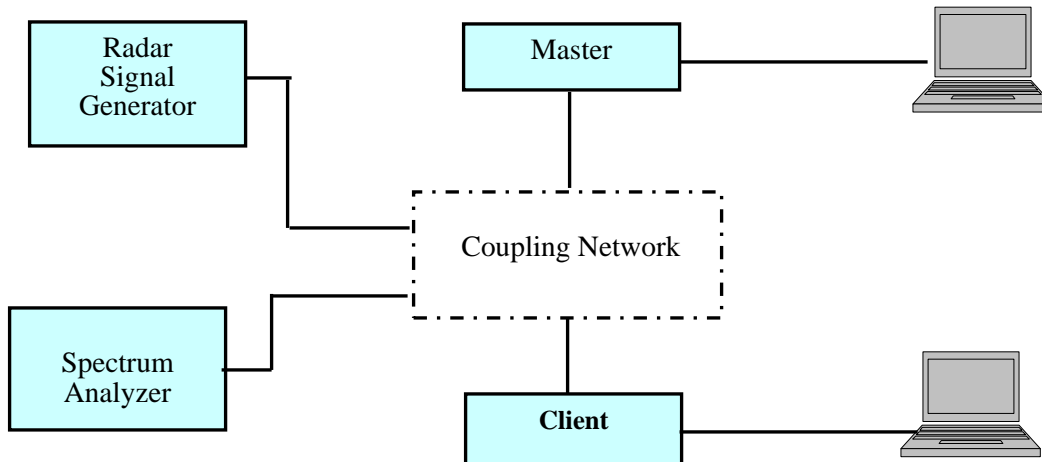 Radar
Signal
Generator
Master
Coupling Network
Spectrum
Analyzer
Client